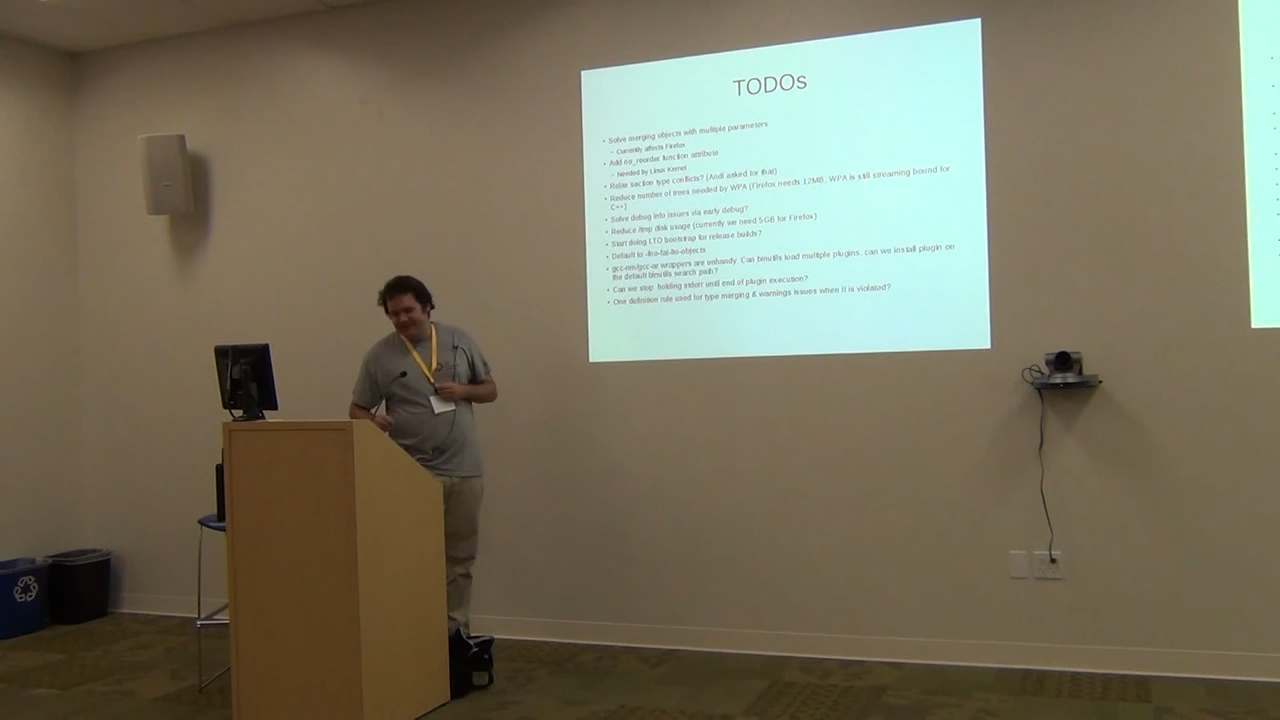 TODOs
• Solve merging objects with multiple parameters
– Currently affects Firefox
• Add no_reorder function attribute
– Needed by Linux Kernel
• Relax section type conflicts? (Andi asked for that)
• Reduce number of trees needed by WPA (Firefox needs 12MB, WPA is still streaming bound for
C++)
• Solve debug info issues via early debug?
• Reduce /tmp disk usage (currently we need 5GB for Firefox)
• Start doing LTO bootstrap for release builds?
• Default to -fno-fat-lto-objects
• gcc-nm/gcc-ar wrappers are unhandy. Can binutils load multiple plugins, can we install plugin on
the default binutils search path?
• Can we stop holding stderr until end of plugin execution?
• One definition rule used for type merging & warnings issues when it is violated?